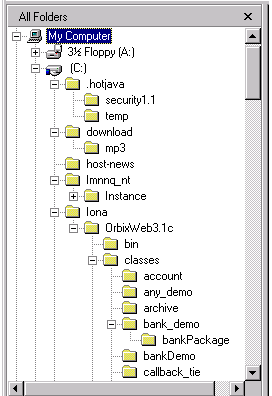 All Folders
My Computer
3½ Floppy (A:)
(C:)
.hotjava
security1.1
temp
download
mp3
host-news
lmnnq_nt
Instance
Iona
OrbixWeb3.1c
bin
classes
account
any_demo
archive
bank_demo
bankPackage
bankDemo
callback_tie